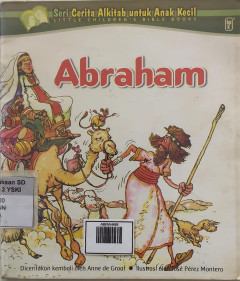 Seri Cerita Alkitab untuk Anak Kecil
LITTLE CHILDREN'S BIBLE BOOKS
Abraham
YSKI
Diceritakan kembali oleh Anne de Graaf • Ilustrasi oleh José Pérez Montero